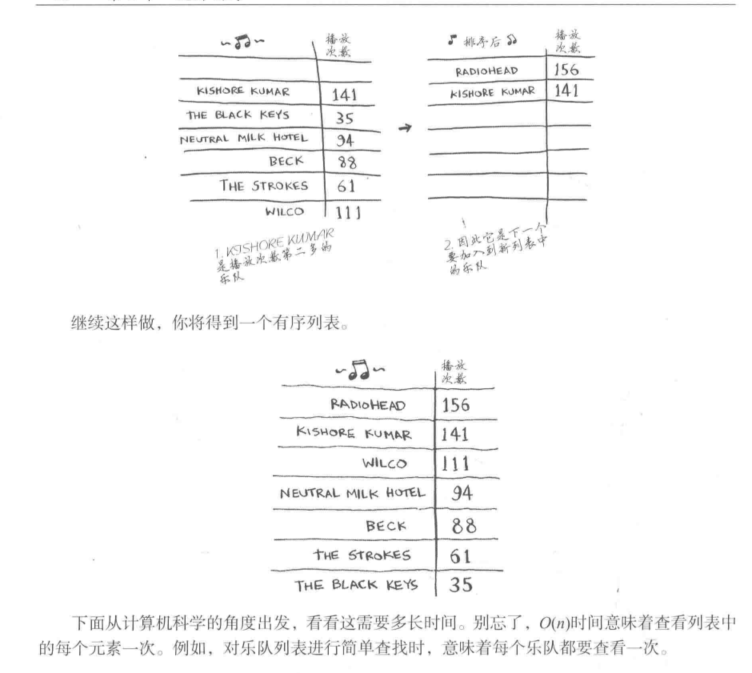 播放
次数
KISHORE KUMAR 141
THE BLACK KEYS 35
NEUTRAL MILK HOTEL 94
BECK 88
THE STROKES 61
WILCO 111
1. KISHORE KUMAR
是播放次数第二多的
乐队
排序后 播放
次数
RADIOHEAD 156
KISHORE KUMAR 141
2. 因此它是下一个
要加入到新列表中
的乐队
继续这样做，你将得到一个有序列表。
播放
次数
RADIOHEAD 156
KISHORE KUMAR 141
WILCO 111
NEUTRAL MILK HOTEL 94
BECK 88
THE STROKES 61
THE BLACK KEYS 35
下面从计算机科学的角度出发，看看这需要多长时间。别忘了，O(n)时间意味着查看列表中
的每个元素一次。例如，对乐队列表进行简单查找时，意味着每个乐队都要查看一次。